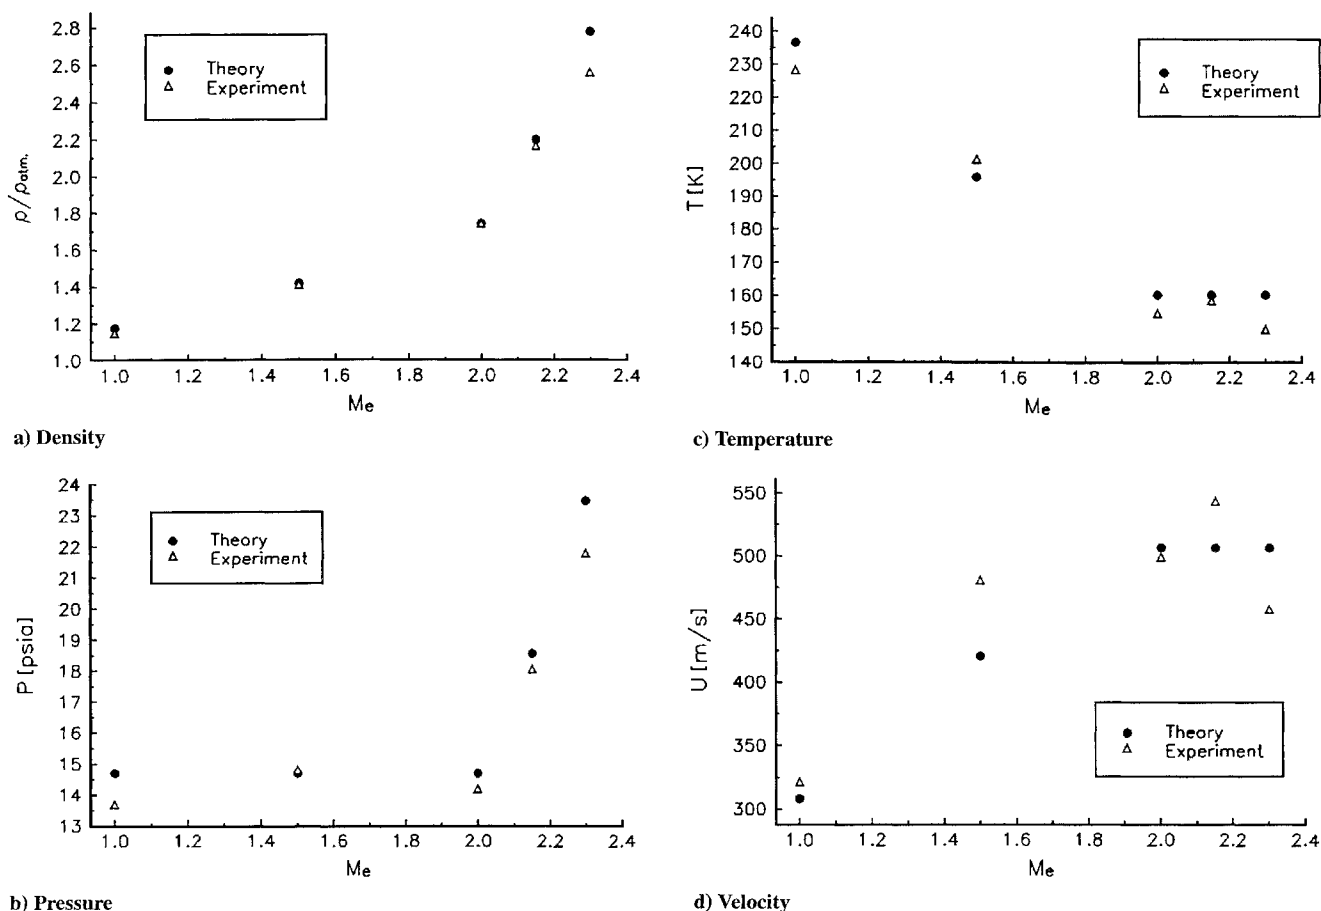 2.8
2.6
2.4
2.2
2.0
1.8
1.6
1.4
1.2
1.0
ρ/ρatm.
Theory
Experiment
1.0 1.2 1.4 1.6 1.8 2.0 2.2 2.4
Me
a) Density
240
230
220
210
200
190
180
170
160
150
140
T[K]
Theory
Experiment
1.0 1.2 1.4 1.6 1.8 2.0 2.2 2.4
Me
c) Temperature
24
23
22
21
20
19
18
17
16
15
14
13
P[psia]
Theory
Experiment
1.0 1.2 1.4 1.6 1.8 2.0 2.2 2.4
Me
b) Pressure
550
500
450
400
350
300
U[m/s]
Theory
Experiment
1.0 1.2 1.4 1.6 1.8 2.0 2.2 2.4
Me
d) Velocity